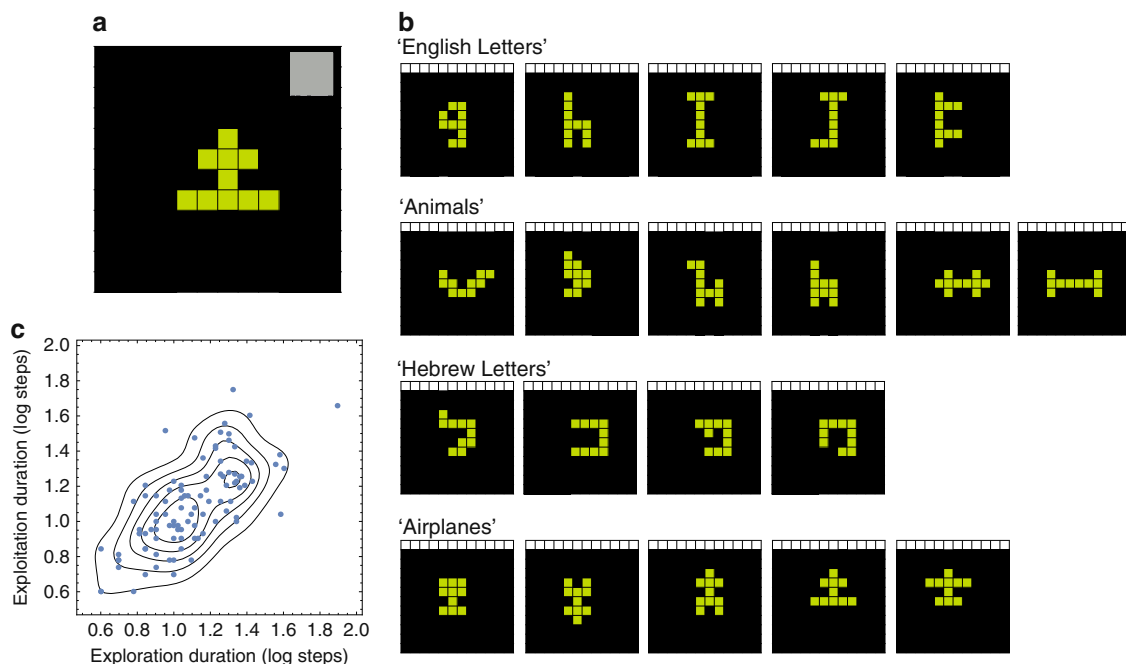 a
b
'English Letters'
'Animals'
'Hebrew Letters'
'Airplanes'
c
Exploitation duration (log steps)
2.0
1.8
1.6
1.4
1.2
1.0
0.8
0.6
0.6 0.8 1.0 1.2 1.4 1.6 1.8 2.0
Exploration duration (log steps)